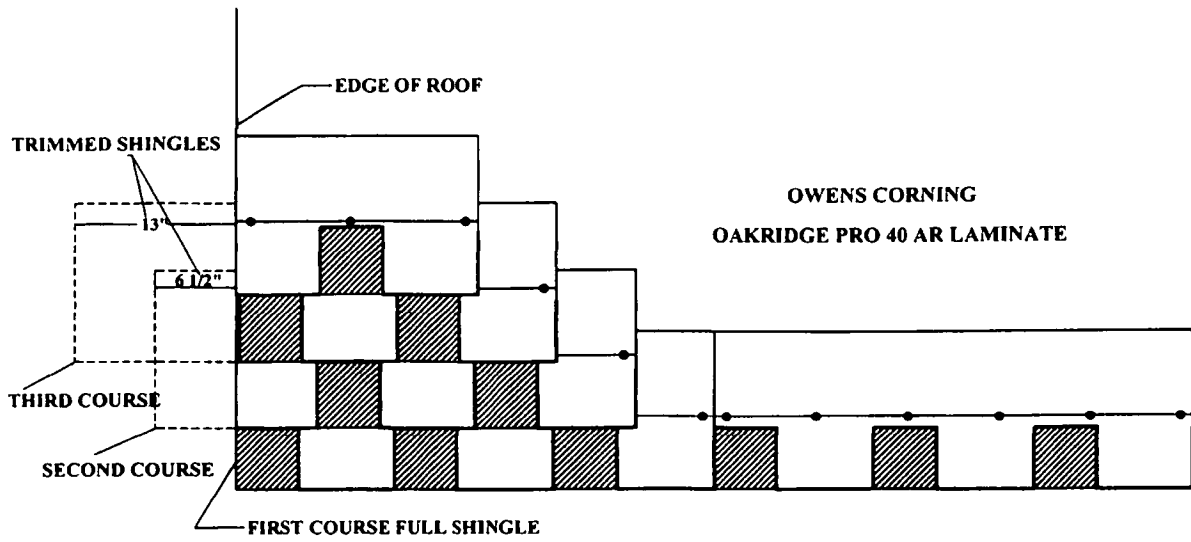 EDGE OF ROOF
TRIMMED SHINGLES
OWENS CORNING
OAKRIDGE PRO 40 AR LAMINATE
13"
6 1/2"
THIRD COURSE
SECOND COURSE
FIRST COURSE FULL SHINGLE